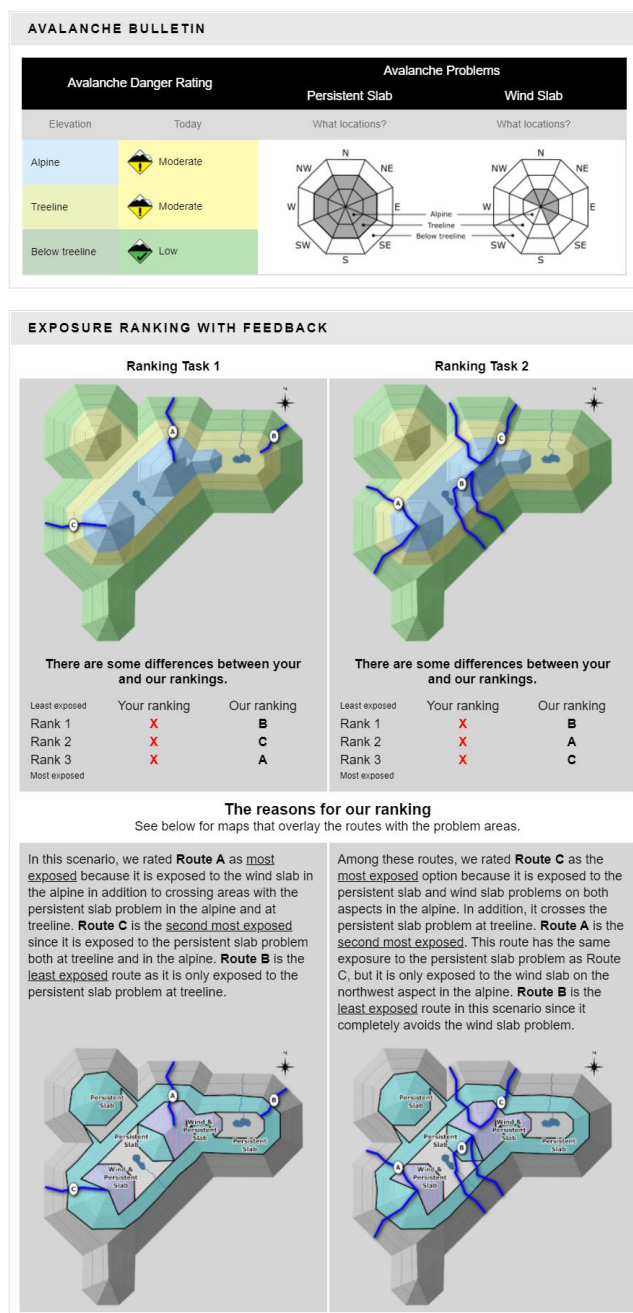 AVALANCHE BULLETIN
Avalanche Danger Rating
Avalanche Problems
Persistent Slab
Wind Slab
Elevation
Today
What locations?
What locations?
Alpine
Moderate
Treeline
Moderate
Below treeline
Low
N
NE
E
SE
S
SW
W
NW
Alpine
Treeline
Below treeline
N
NE
E
SE
S
SW
W
NW
EXPOSURE RANKING WITH FEEDBACK
Ranking Task 1
A
B
C
There are some differences between your
and our rankings.
Least exposed Your ranking Our ranking
Rank 1 X B
Rank 2 X C
Rank 3 X A
Most exposed
Ranking Task 2
C
B
A
There are some differences between your
and our rankings.
Least exposed Your ranking Our ranking
Rank 1 X B
Rank 2 X A
Rank 3 X C
Most exposed
The reasons for our ranking
See below for maps that overlay the routes with the problem areas.
In this scenario, we rated Route A as most
exposed because it is exposed to the wind slab in
the alpine in addition to crossing areas with the
persistent slab problem in the alpine and at
treeline. Route C is the second most exposed
since it is exposed to the persistent slab problem
both at treeline and in the alpine. Route B is the
least exposed route as it is only exposed to the
persistent slab problem at treeline.
Persistent
Slab
A
B
Wind &
Persistent
Slab
Persistent
Slab
Persistent
Slab
Wind &
Persistent
Slab
C
Among these routes, we rated Route C as the
most exposed option because it is exposed to the
persistent slab and wind slab problems on both
aspects in the alpine. In addition, it crosses the
persistent slab problem at treeline. Route A is the
second most exposed. This route has the same
exposure to the persistent slab problem as Route
C, but it is only exposed to the wind slab on the
northwest aspect in the alpine. Route B is the
least exposed route in this scenario since it
completely avoids the wind slab problem.
Persistent
Slab
C
Wind &
Persistent
Slab
Persistent
Slab
Persistent
Slab
B
A
Wind &
Persistent
Slab